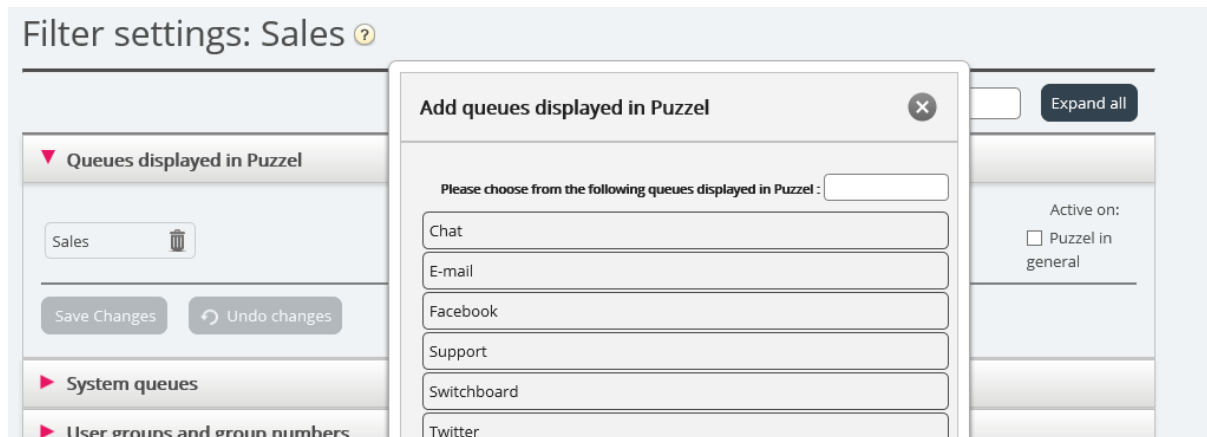 Filter settings: Sales ?
Add queues displayed in Puzzel
Expand all
Queues displayed in Puzzel
Please choose from the following queues displayed in Puzzel :
Active on:
Chat
Sales
Puzzel in
general
E-mail
Facebook
Save Changes
Undo changes
Support
System queues
Switchboard
User groups and group numbers
Twitter